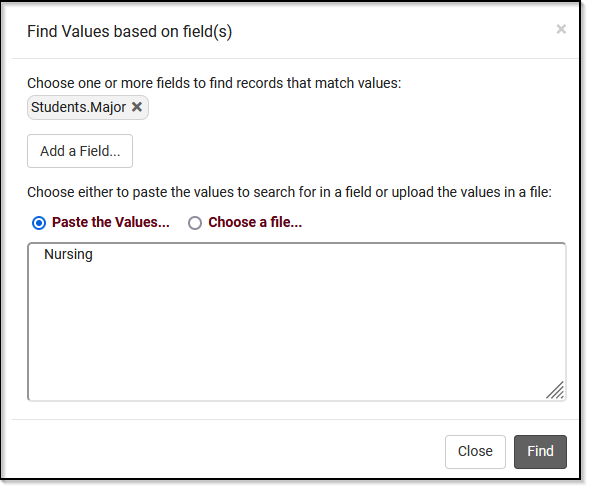 Find Values based on field(s)
×
Choose one or more fields to find records that match values:
Students.Major ✖
Add a Field...
Choose either to paste the values to search for in a field or upload the values in a file:
Paste the Values... Choose a file...
Nursing
Close Find